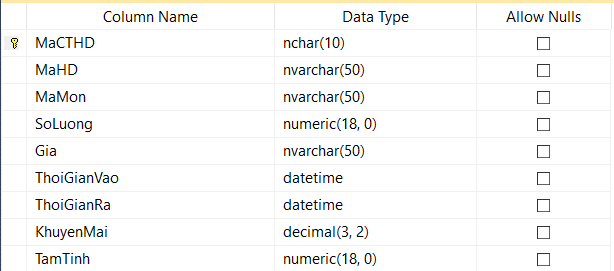 Column Name Data Type Allow Nulls
MaCTHD nchar(10)
MaHD nvarchar(50)
MaMon nvarchar(50)
SoLuong numeric(18, 0)
Gia nvarchar(50)
ThoiGianVao datetime
ThoiGianRa datetime
KhuyenMai decimal(3, 2)
TamTinh numeric(18, 0)